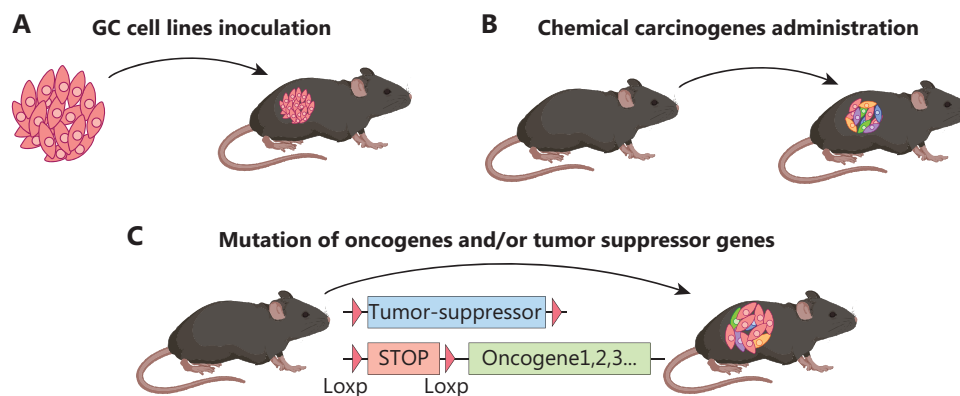 A
GC cell lines inoculation
B
Chemical carcinogenes administration
C
Mutation of oncogenes and/or tumor suppressor genes
Tumor-suppressor
STOP
Oncogene1,2,3...
Loxp
Loxp